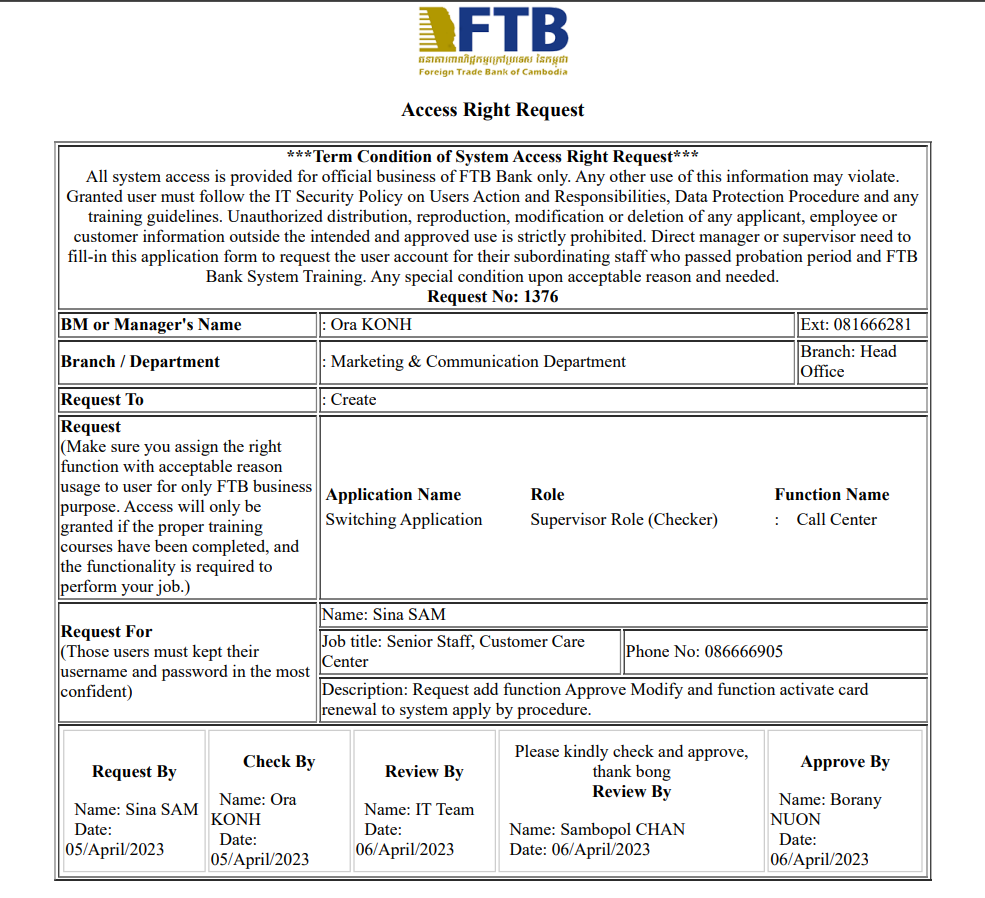 FTB
ធនាគារពាណិជ្ជកម្មក្រៅប្រទេស នៃកម្ពុជា
Foreign Trade Bank of Cambodia
Access Right Request
***Term Condition of System Access Right Request***
All system access is provided for official business of FTB Bank only. Any other use of this information may violate.
Granted user must follow the IT Security Policy on Users Action and Responsibilities, Data Protection Procedure and any
training guidelines. Unauthorized distribution, reproduction, modification or deletion of any applicant, employee or
customer information outside the intended and approved use is strictly prohibited. Direct manager or supervisor need to
fill-in this application form to request the user account for their subordinating staff who passed probation period and FTB
Bank System Training. Any special condition upon acceptable reason and needed.
Request No: 1376
BM or Manager's Name : Ora KONH Ext: 081666281
Branch / Department : Marketing & Communication Department Branch: Head
Office
Request To : Create
Request
(Make sure you assign the right
function with acceptable reason
usage to user for only FTB business
purpose. Access will only be
granted if the proper training
courses have been completed, and
the functionality is required to
perform your job.)
Application Name Role Function Name
Switching Application Supervisor Role (Checker) : Call Center
Request For
(Those users must kept their
username and password in the most
confident)
Name: Sina SAM
Job title: Senior Staff, Customer Care
Center
Phone No: 086666905
Description: Request add function Approve Modify and function activate card
renewal to system apply by procedure.
Request By
Name: Sina SAM
Date:
05/April/2023
Check By
Name: Ora
KONH
Date:
05/April/2023
Review By
Name: IT Team
Date:
06/April/2023
Please kindly check and approve,
thank bong
Review By
Name: Sambopol CHAN
Date: 06/April/2023
Approve By
Name: Borany
NUON
Date:
06/April/2023